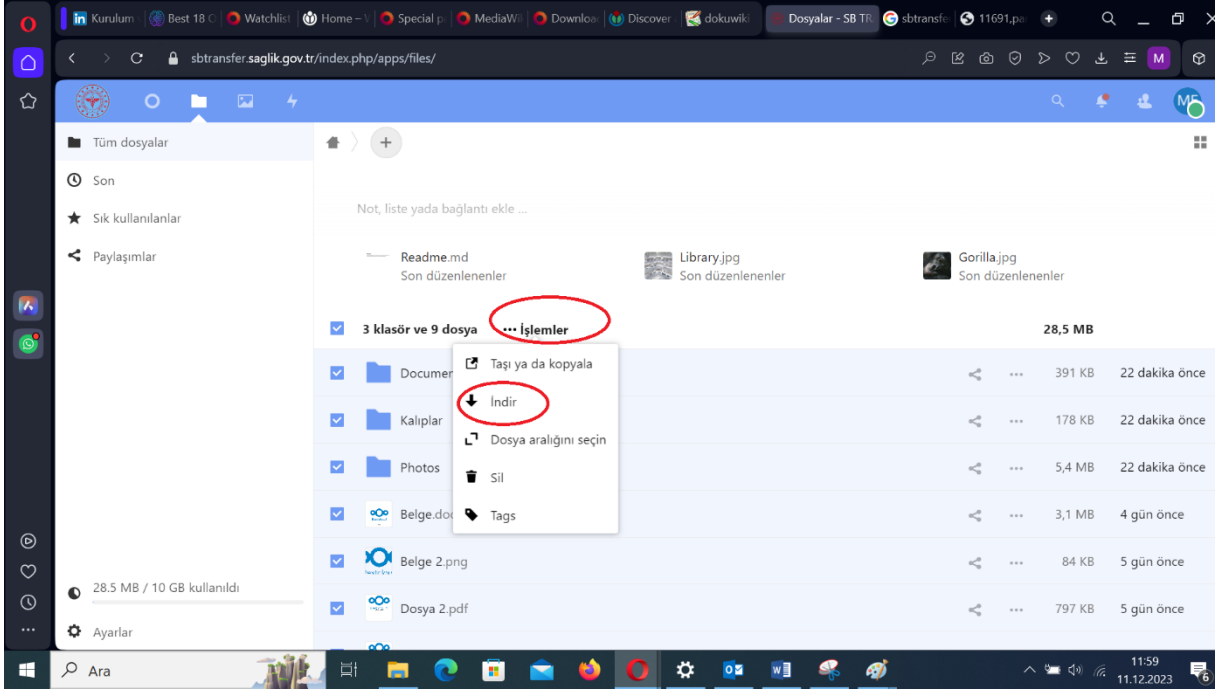 Kurulum
Best 18 O
Watchlist
Home – V
Special p
MediaWi
Downloa
Discover
dokuwiki
Dosyalar - SB TR
sbtransfe
11691,pa
sbtransfer.saglik.gov.tr/index.php/apps/files/
M
Tüm dosyalar
Son
Sık kullanılanlar
Paylaşımlar
Not, liste yada bağlantı ekle ...
Readme.md
Son düzenlenenler
Library.jpg
Son düzenlenenler
Gorilla.jpg
Son düzenlenenler
3 klasör ve 9 dosya
İşlemler
28,5 MB
Taşı ya da kopyala
İndir
Dosya aralığını seçin
Sil
Tags
Documen
391 KB
22 dakika önce
Kalıplar
178 KB
22 dakika önce
Photos
5,4 MB
22 dakika önce
Belge.doc
3,1 MB
4 gün önce
Belge 2.png
84 KB
5 gün önce
Dosya 2.pdf
797 KB
5 gün önce
28.5 MB / 10 GB kullanıldı
Ayarlar
Ara
11:59
11.12.2023
6